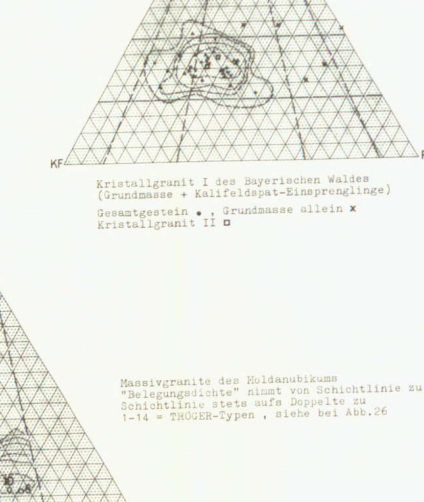 KF
Kristallgranit I des Bayerischen Waldes
(Grundmasse + Kalifeldspat-Einsprenglinge)
Gesamtgestein ● , Grundmasse allein x
Kristallgranit II □
Massivgranite des Moldanubikums
"Belegungsdichte" nimmt von Schichtlinie zu
Schichtlinie stets aufs Doppelte zu
1-14 = TRÖGER-Typen , siehe bei Abb.26